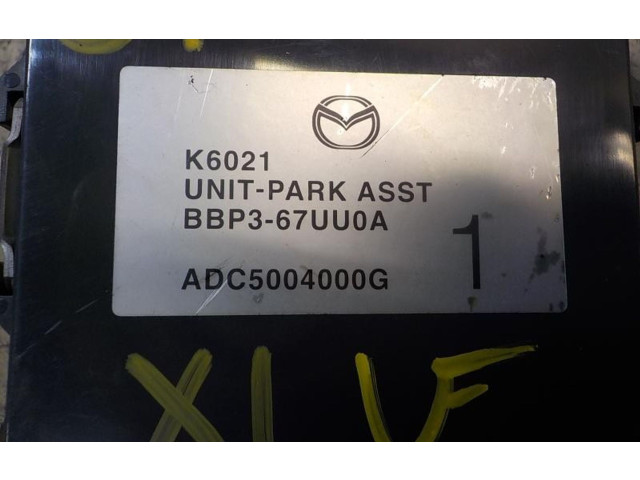 K6021
UNIT-PARK ASST
BBP3-67UU0A
1
ADC5004000G